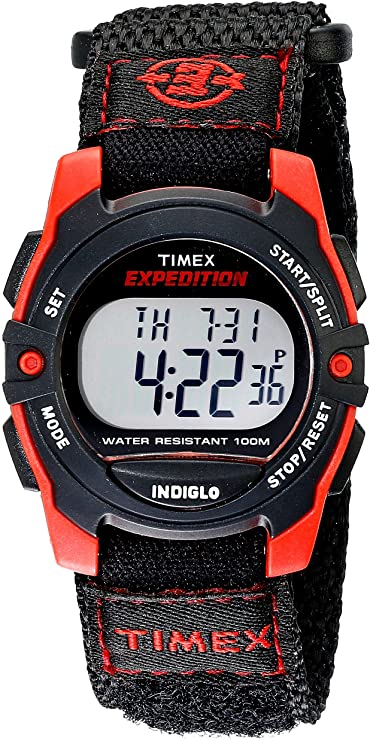 TIMEX
EXPEDITION
SET
START/SPLIT
TH 7-31
4:22 36 P
MODE
STOP/RESET
WATER RESISTANT 100M
INDIGLO
TIMEX